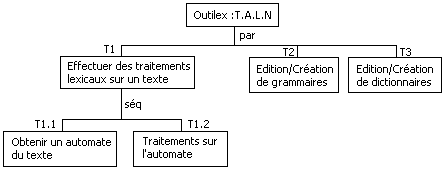 Outilex :T.A.L.N
par
T1
T2
T3
Effectuer des traitements
lexicaux sur un texte
Edition/Création
de grammaires
Edition/Création
de dictionnaires
séq
T1.1
T1.2
Obtenir un automate
du texte
Traitements sur
l'automate